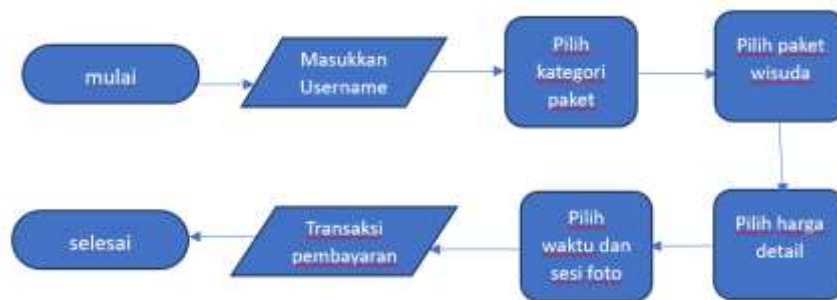 mulai
Masukkan
Username
Pilih
kategori
paket
Pilih paket
wisuda
Pilih harga
detail
Pilih
waktu dan
sesi foto
Transaksi
pembayaran
selesai